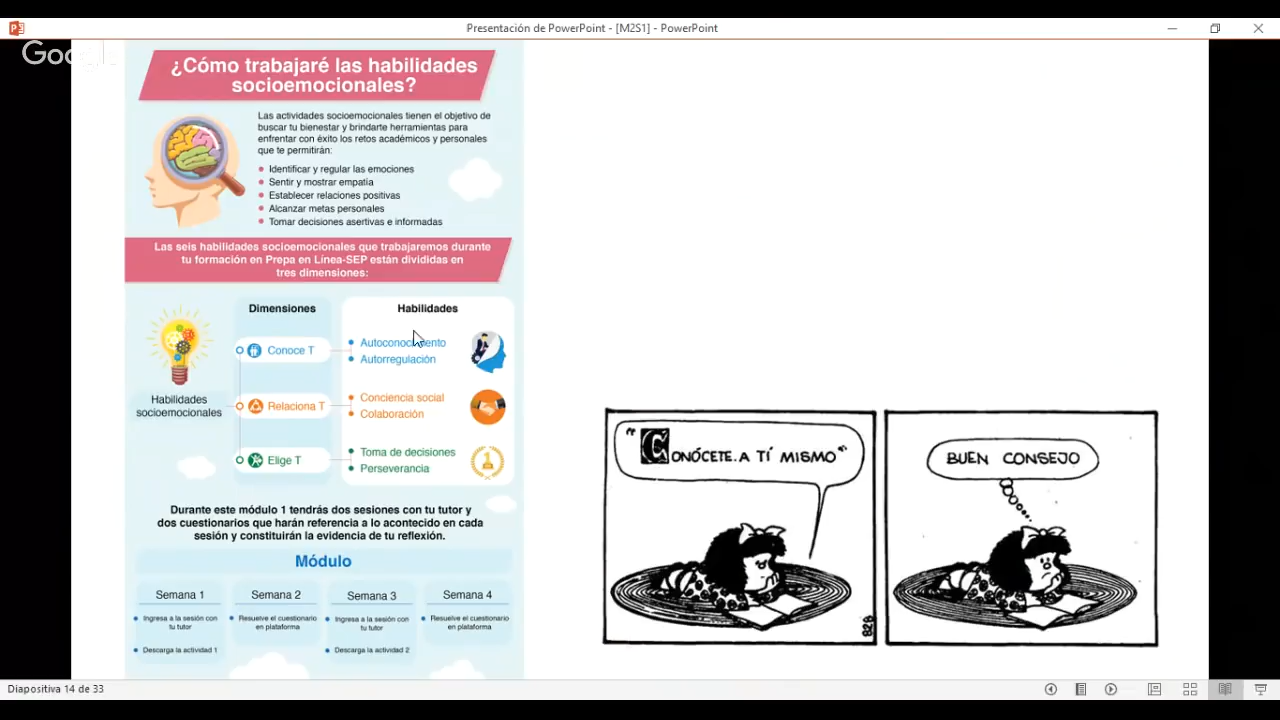 Presentación de PowerPoint - [M2S1] - PowerPoint
¿Cómo trabajaré las habilidades
socioemocionales?
Las actividades socioemocionales tienen el objetivo de
buscar tu bienestar y brindarte herramientas para
enfrentar con éxito los retos académicos y personales
que te permitirán:
Identificar y regular las emociones
Sentir y mostrar empatía
Establecer relaciones positivas
Alcanzar metas personales
Tomar decisiones asertivas e informadas
Las seis habilidades socioemocionales que trabajaremos durante
tu formación en Prepa en Línea-SEP están divididas en
tres dimensiones:
Habilidades
socioemocionales
Dimensiones
Conoce T
Relaciona T
Elige T
Habilidades
Autoconocimiento
Autorregulación
Conciencia social
Colaboración
Toma de decisiones
Perseverancia
1
Durante este módulo 1 tendrás dos sesiones con tu tutor y
dos cuestionarios que harán referencia a lo acontecido en cada
sesión y constituirán la evidencia de tu reflexión.
Módulo
Semana 1
Ingresa a la sesión con
tu tutor
Descarga la actividad 1
Semana 2
Resuelve el cuestionario
en plataforma
Semana 3
Ingresa a la sesión con
tu tutor
Descarga la actividad 2
Semana 4
Resuelve el cuestionario
en plataforma
"CONÓCETE A TÍ MISMO"
828
BUEN CONSEJO
Diapositiva 14 de 33